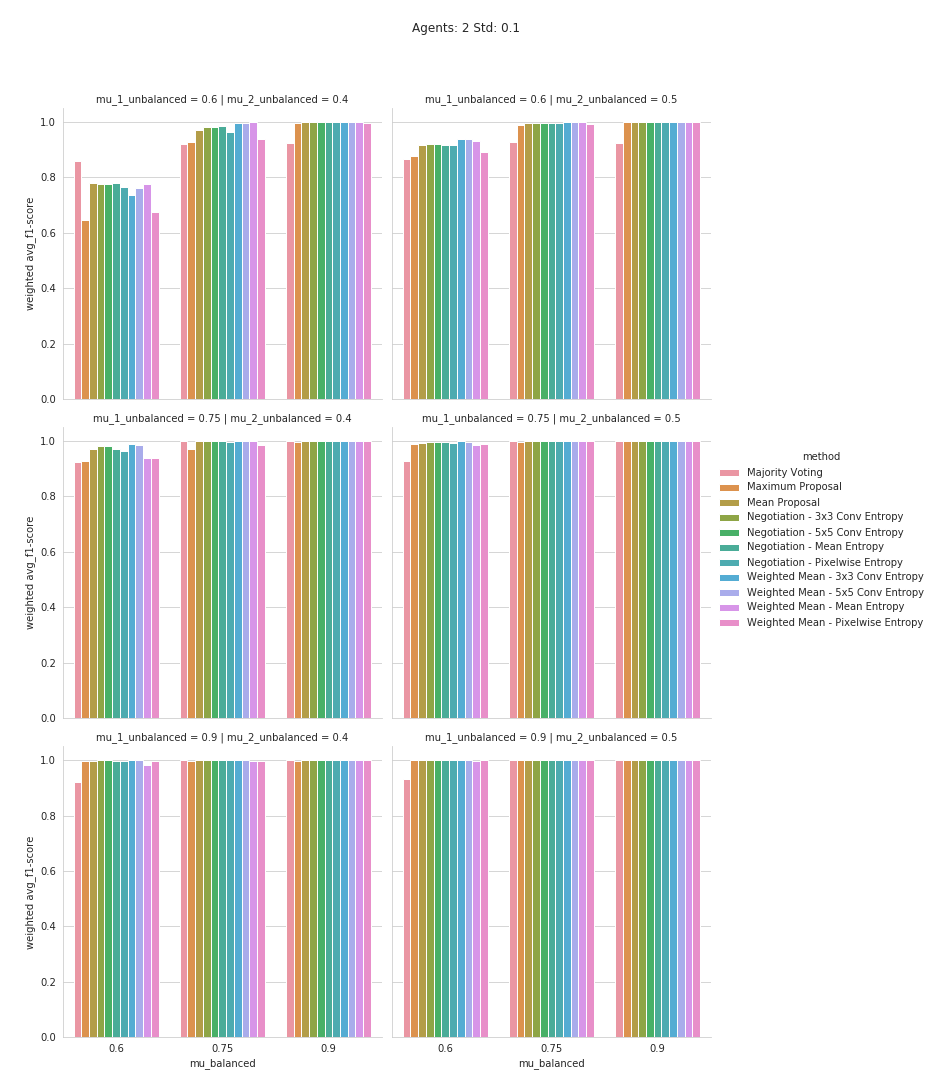 Agents: 2 Std: 0.1
mu_1_unbalanced = 0.6 | mu_2_unbalanced = 0.4
mu_1_unbalanced = 0.6 | mu_2_unbalanced = 0.5
1.0
0.8
0.6
0.4
0.2
0.0
weighted avg_f1-score
mu_1_unbalanced = 0.75 | mu_2_unbalanced = 0.4
mu_1_unbalanced = 0.75 | mu_2_unbalanced = 0.5
1.0
0.8
0.6
0.4
0.2
0.0
weighted avg_f1-score
method
Majority Voting
Maximum Proposal
Mean Proposal
Negotiation - 3x3 Conv Entropy
Negotiation - 5x5 Conv Entropy
Negotiation - Mean Entropy
Negotiation - Pixelwise Entropy
Weighted Mean - 3x3 Conv Entropy
Weighted Mean - 5x5 Conv Entropy
Weighted Mean - Mean Entropy
Weighted Mean - Pixelwise Entropy
mu_1_unbalanced = 0.9 | mu_2_unbalanced = 0.4
mu_1_unbalanced = 0.9 | mu_2_unbalanced = 0.5
1.0
0.8
0.6
0.4
0.2
0.0
weighted avg_f1-score
0.6 0.75 0.9
mu_balanced
0.6 0.75 0.9
mu_balanced